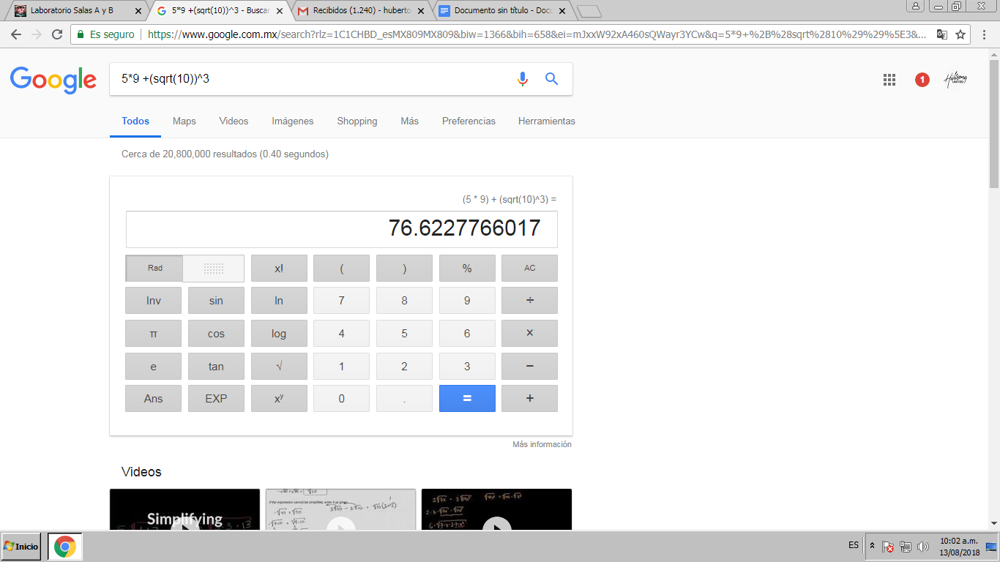 Laboratorio Salas A y B
5*9 +(sqrt(10))^3 - Buscar
Recibidos (1.240) - huberto
Documento sin título - Docu
Es seguro
https://www.google.com.mx/search?rlz=1C1CHBD_esMX809MX809&biw=1366&bih=658&ei=mJxxW92xA460sQWayr3YCw&q=5*9+%2B%28sqrt%2810%29%29%5E3&...
Google
5*9 +(sqrt(10))^3
1
Todos Maps Videos Imágenes Shopping Más Preferencias Herramientas
Cerca de 20,800,000 resultados (0.40 segundos)
(5 * 9) + (sqrt(10)^3) =
76.6227766017
Rad x! ( ) % AC
Inv sin ln 7 8 9 ÷
π cos log 4 5 6 ×
e tan √ 1 2 3 −
Ans EXP xʸ 0 . = +
Más información
Videos
Simplifying
Inicio
ES
10:02 a.m.
13/08/2018